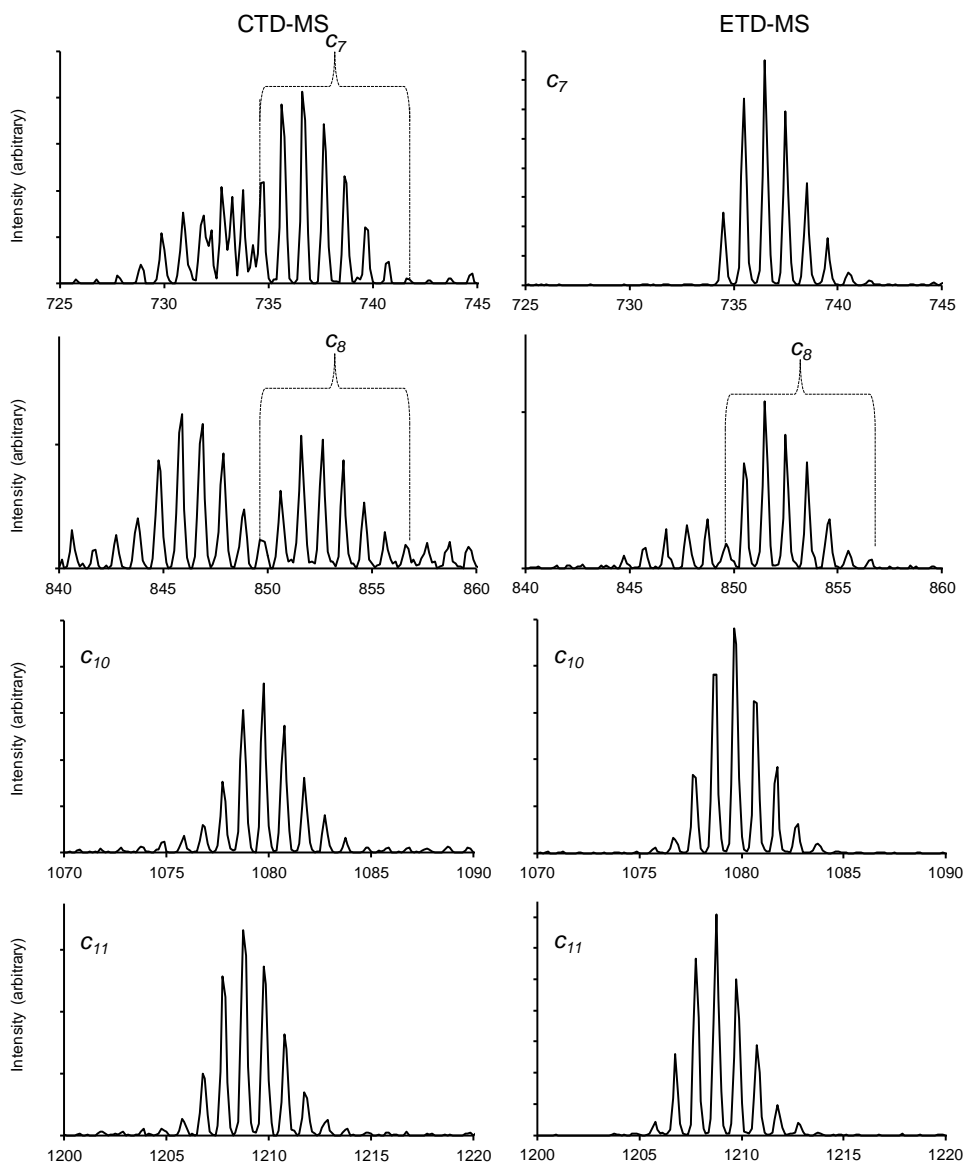 CTD-MS ETD-MS
c7 c7
Intensity (arbitrary)
725 730 735 740 745 725 730 735 740 745
c8 c8
Intensity (arbitrary)
840 845 850 855 860 840 845 850 855 860
c10 c10
Intensity (arbitrary)
1070 1075 1080 1085 1090 1070 1075 1080 1085 1090
c11 c11
Intensity (arbitrary)
1200 1205 1210 1215 1220 1200 1205 1210 1215 1220